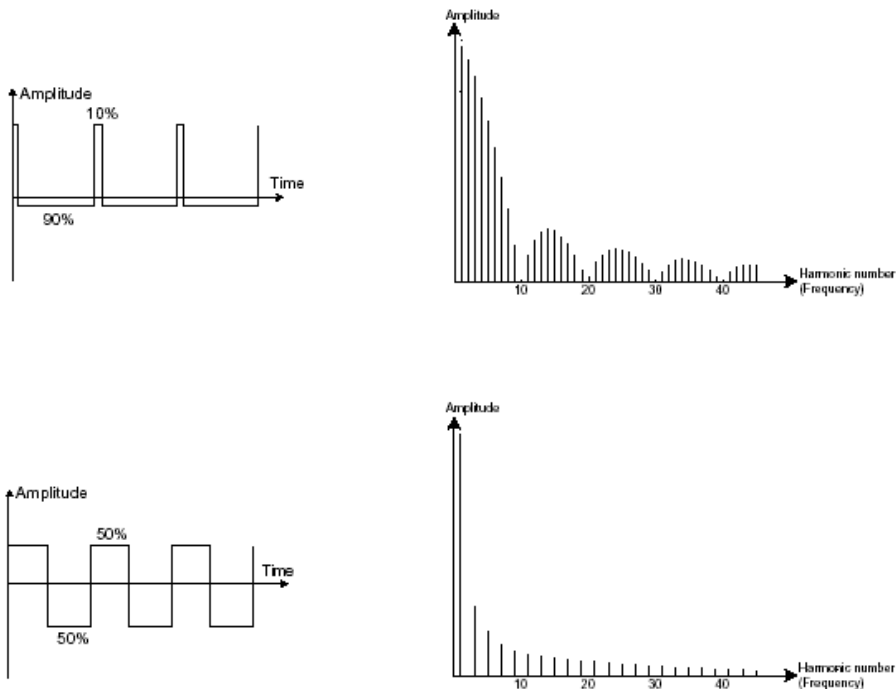 Amplitude
10%
Time
90%
Amplitude
Harmonic number
(Frequency)
10 20 30 40
Amplitude
50%
Time
50%
Amplitude
Harmonic number
(Frequency)
10 20 30 40